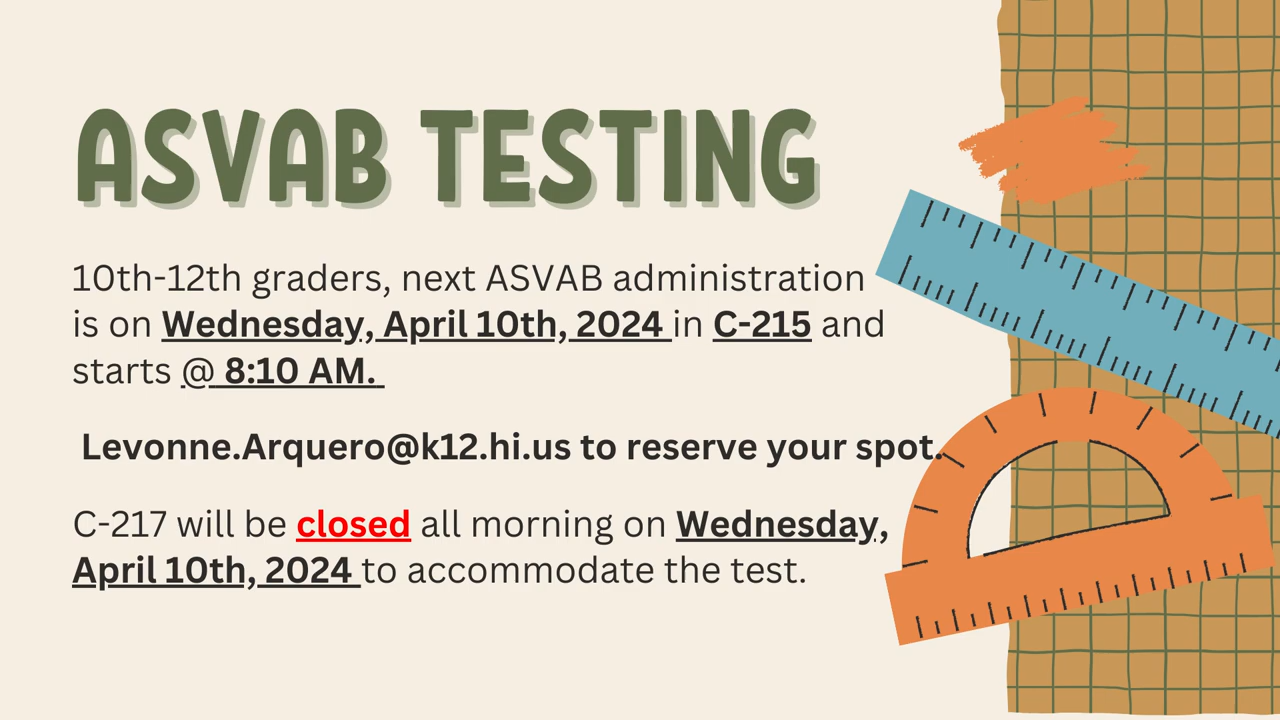 ASVAB TESTING
10th-12th graders, next ASVAB administration
is on Wednesday, April 10th, 2024 in C-215 and
starts @ 8:10 AM.
Levonne.Arquero@k12.hi.us to reserve your spot.
C-217 will be closed all morning on Wednesday,
April 10th, 2024 to accommodate the test.